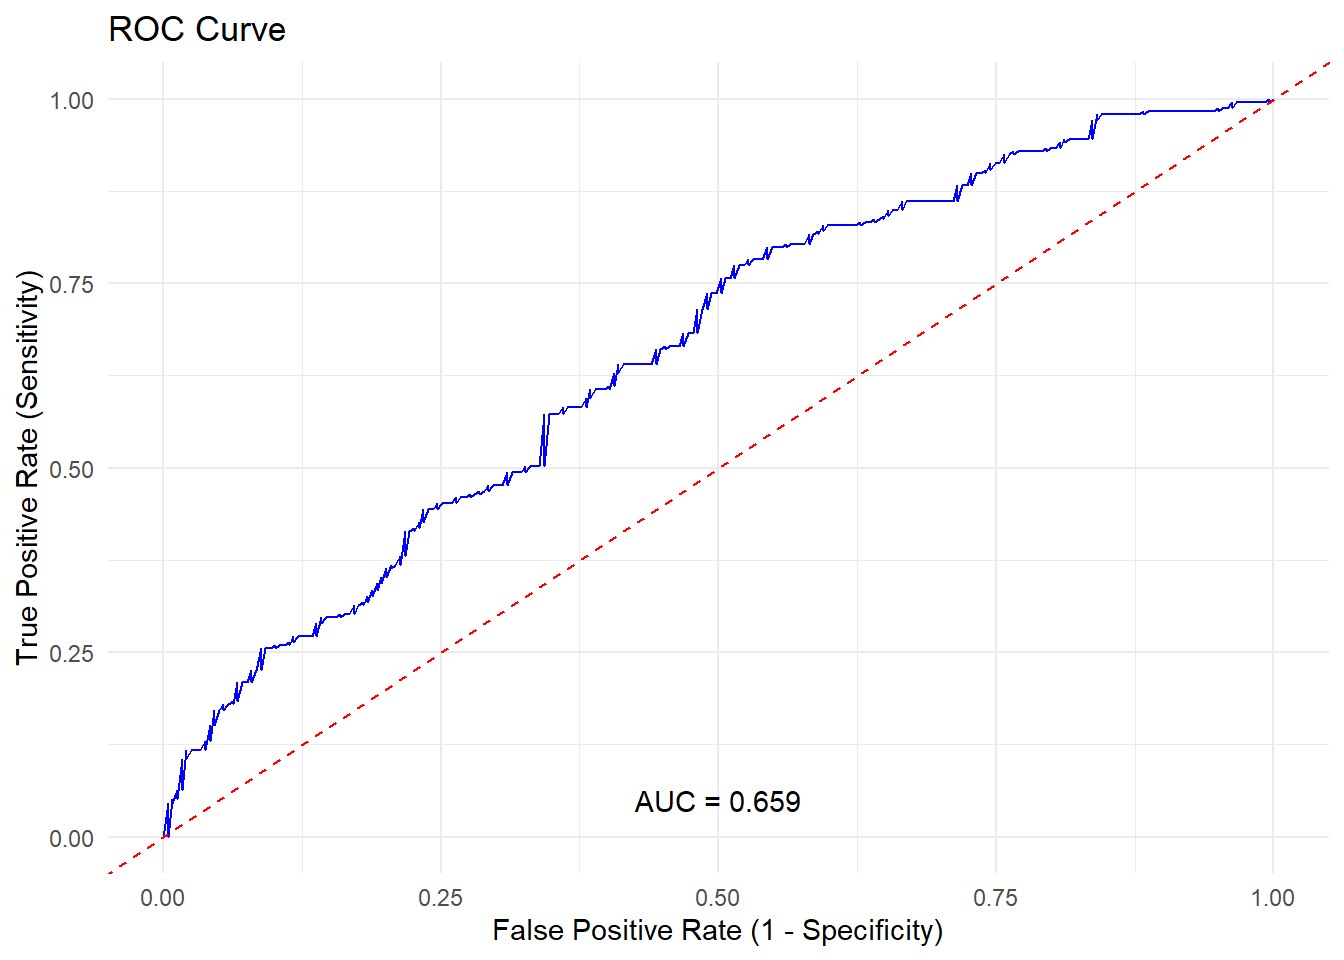 ROC Curve
True Positive Rate (Sensitivity)
1.00
0.75
0.50
0.25
0.00
AUC = 0.659
0.00 0.25 0.50 0.75 1.00
False Positive Rate (1 - Specificity)